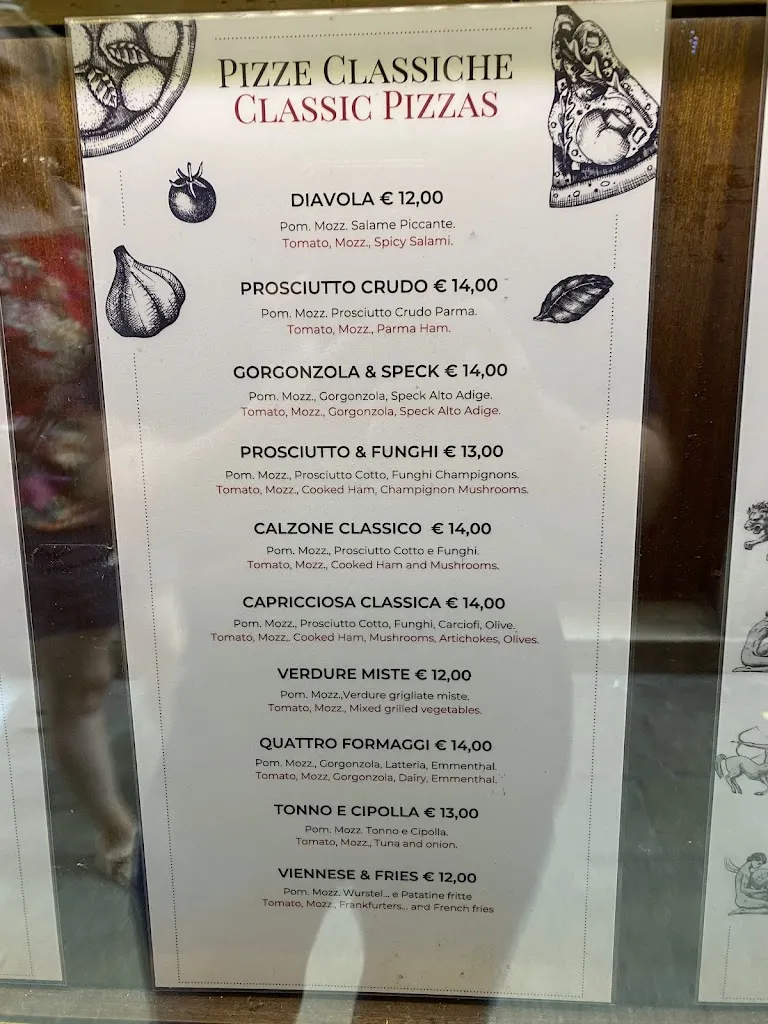 PIZZE CLASSICHE
CLASSIC PIZZAS
DIAVOLA € 12,00
Pom. Mozz. Salame Piccante.
Tomato, Mozz., Spicy Salami.
PROSCIUTTO CRUDO € 14,00
Pom. Mozz. Prosciutto Crudo Parma.
Tomato, Mozz., Parma Ham.
GORGONZOLA & SPECK € 14,00
Pom. Mozz., Gorgonzola, Speck Alto Adige.
Tomato, Mozz., Gorgonzola, Speck Alto Adige.
PROSCIUTTO & FUNGHI € 13,00
Pom. Mozz., Prosciutto Cotto, Funghi Champignons.
Tomato, Mozz., Cooked Ham, Champignon Mushrooms.
CALZONE CLASSICO € 14,00
Pom. Mozz., Prosciutto Cotto e Funghi.
Tomato, Mozz., Cooked Ham and Mushrooms.
CAPRICCIOSA CLASSICA € 14,00
Pom. Mozz., Prosciutto Cotto, Funghi, Carciofi, Olive.
Tomato, Mozz,. Cooked Ham, Mushrooms, Artichokes, Olives.
VERDURE MISTE € 12,00
Pom. Mozz.,Verdure grigliate miste.
Tomato, Mozz., Mixed grilled vegetables.
QUATTRO FORMAGGI € 14,00
Pom. Mozz., Gorgonzola, Latteria, Emmenthal.
Tomato, Mozz, Gorgonzola, Dairy, Emmenthal.
TONNO E CIPOLLA € 13,00
Pom. Mozz. Tonno e Cipolla.
Tomato, Mozz., Tuna and onion.
VIENNESE & FRIES € 12,00
Pom. Mozz. Wurstel... e Patatine fritte
Tomato, Mozz., Frankfurters... and French fries